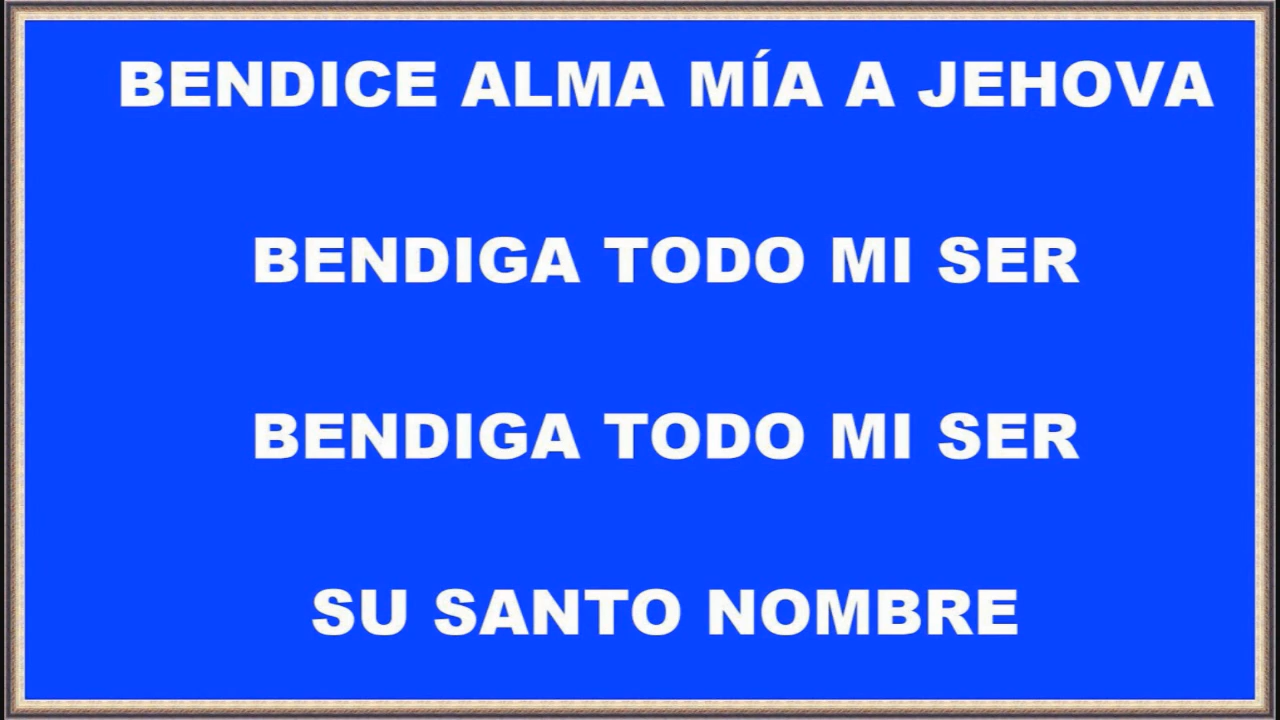 BENDICE ALMA MÍA A JEHOVA
BENDIGA TODO MI SER
BENDIGA TODO MI SER
SU SANTO NOMBRE